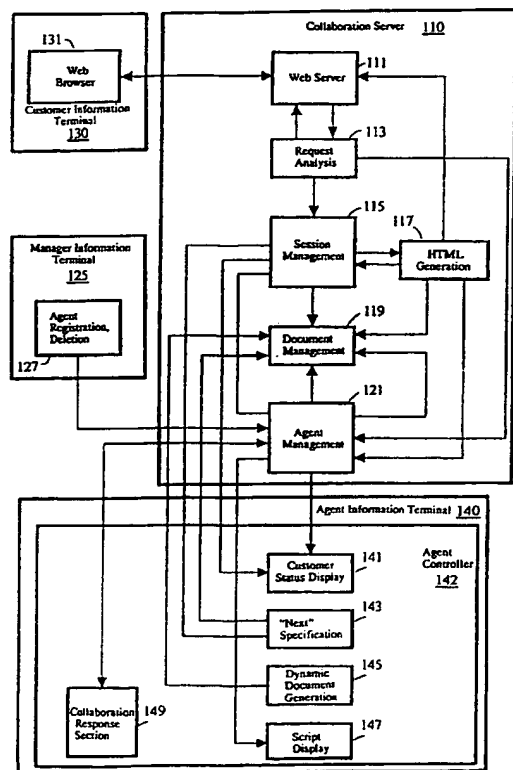 Collaboration Server 110
131
Web
Browser
Customer Information
Terminal
130
111
Web Server
113
Request
Analysis
115
Session
Management
117
HTML
Generation
Manager Information
Terminal
125
Agent
Registration,
Deletion
127
119
Document
Management
121
Agent
Management
Agent Information Terminal 140
Agent
Controller
142
Customer
Status Display
141
"Next"
Specification
143
Dynamic
Document
Generation
145
Script
Display
147
Collaboration
Response
Section
149